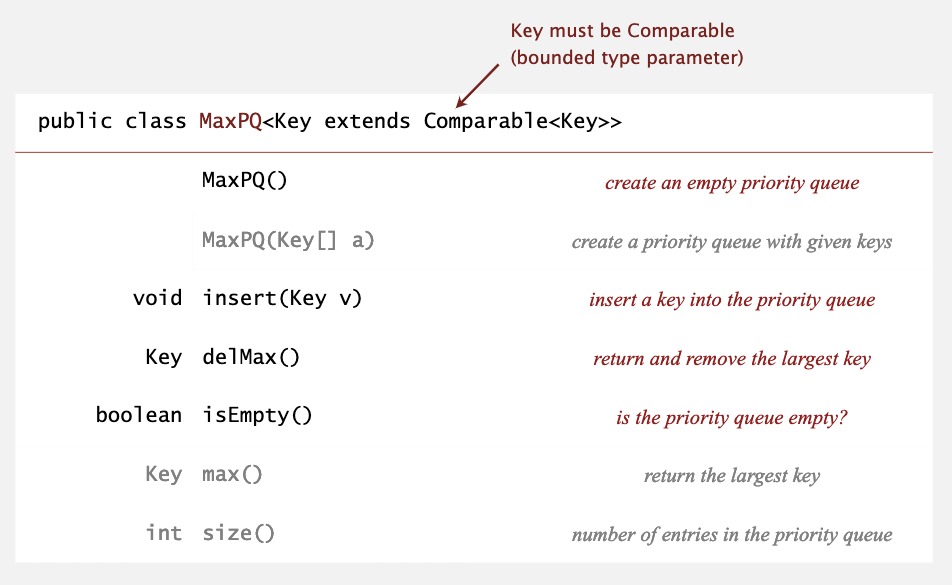 Key must be Comparable
(bounded type parameter)
public class MaxPQ<Key extends Comparable<Key>>
MaxPQ() create an empty priority queue
MaxPQ(Key[] a) create a priority queue with given keys
void insert(Key v) insert a key into the priority queue
Key delMax() return and remove the largest key
boolean isEmpty() is the priority queue empty?
Key max() return the largest key
int size() number of entries in the priority queue